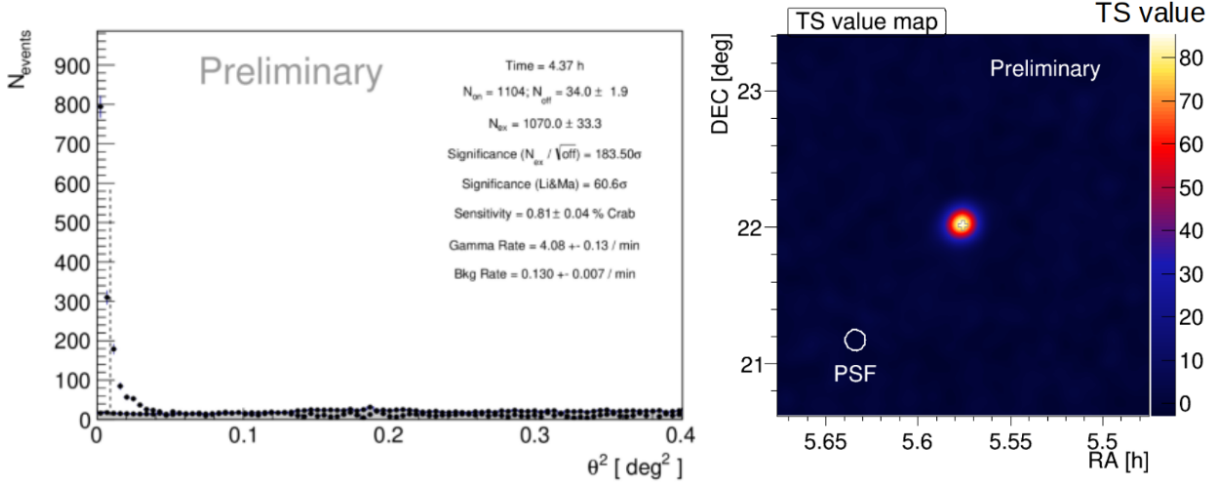 N_events
900
800
700
600
500
400
300
200
100
0
Preliminary
Time = 4.37 h
N_on = 1104; N_off = 34.0 ± 1.9
N_ex = 1070.0 ± 33.3
Significance (N_ex / √off) = 183.50σ
Significance (Li&Ma) = 60.6σ
Sensitivity = 0.81± 0.04 % Crab
Gamma Rate = 4.08 +- 0.13 / min
Bkg Rate = 0.130 +- 0.007 / min
0 0.1 0.2 0.3 0.4
θ² [ deg² ]
TS value map
TS value
DEC [deg]
Preliminary
23
22
21
PSF
5.65 5.6 5.55 5.5
RA [h]
80
70
60
50
40
30
20
10
0